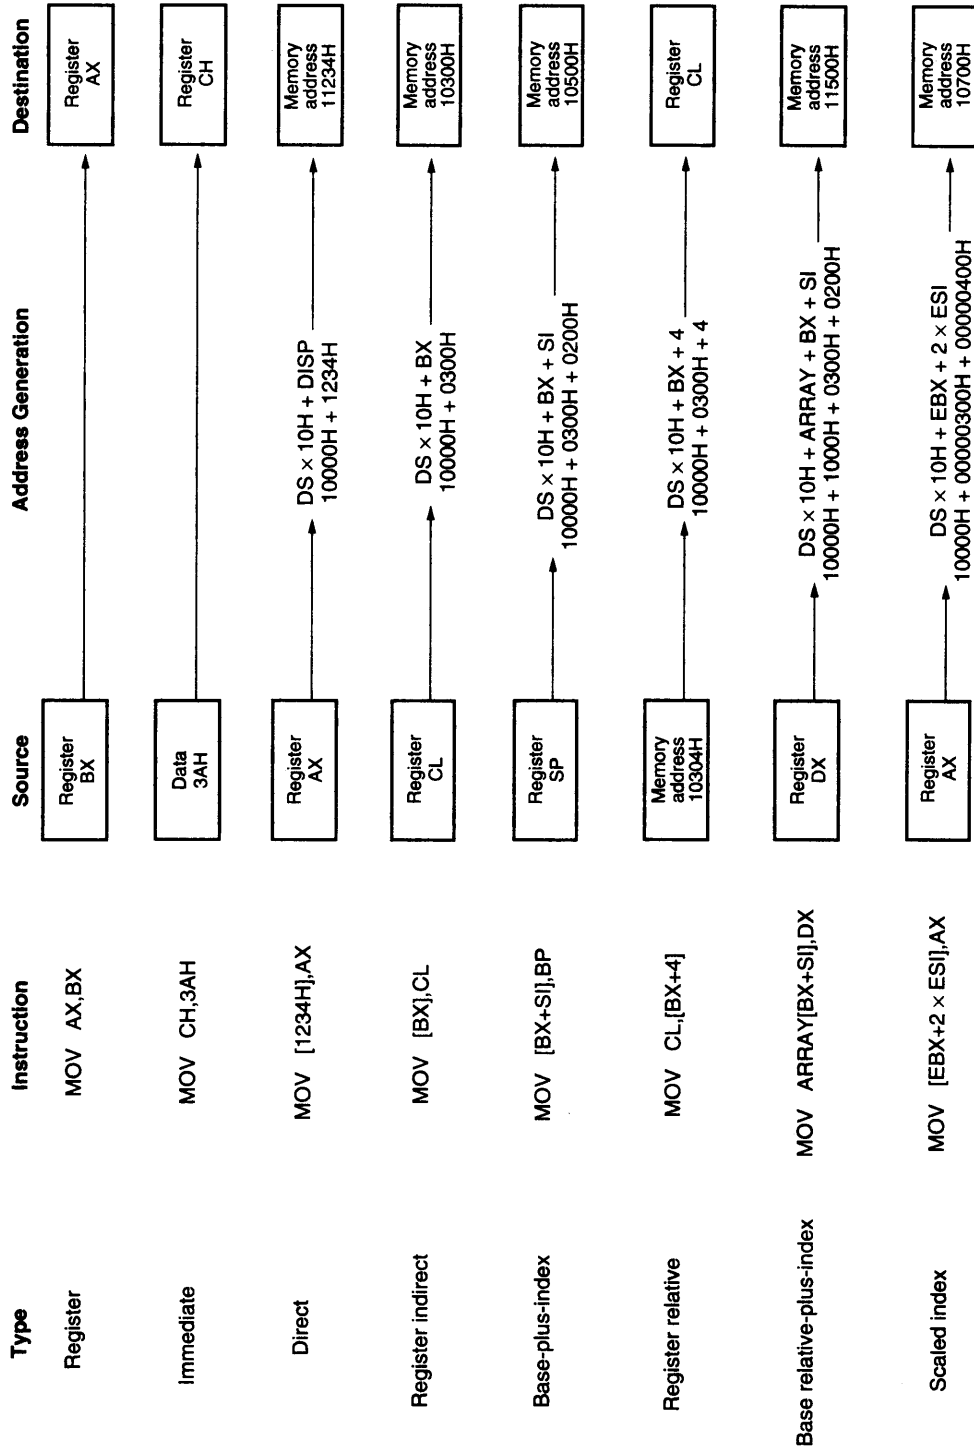 Type Instruction Source Address Generation Destination
Register MOV AX,BX Register BX Register AX
Immediate MOV CH,3AH Data 3AH Register CH
Direct MOV [1234H],AX Register AX DS × 10H + DISP 10000H + 1234H Memory address 11234H
Register indirect MOV [BX],CL Register CL DS × 10H + BX 10000H + 0300H Memory address 10300H
Base-plus-index MOV [BX+SI],BP Register SP DS × 10H + BX + SI 10000H + 0300H + 0200H Memory address 10500H
Register relative MOV CL,[BX+4] Memory address 10304H DS × 10H + BX + 4 10000H + 0300H + 4 Register CL
Base relative-plus-index MOV ARRAY[BX+SI],DX Register DX DS × 10H + ARRAY + BX + SI 10000H + 1000H + 0300H + 0200H Memory address 11500H
Scaled index MOV [EBX+2 × ESI],AX Register AX DS × 10H + EBX + 2 × ESI 10000H + 00000300H + 00000400H Memory address 10700H